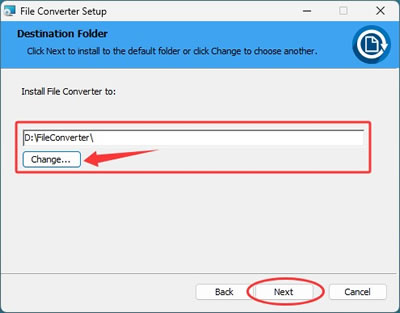 File Converter Setup
Destination Folder
Click Next to install to the default folder or click Change to choose another.
Install File Converter to:
D:\FileConverter\
Change...
Back
Next
Cancel